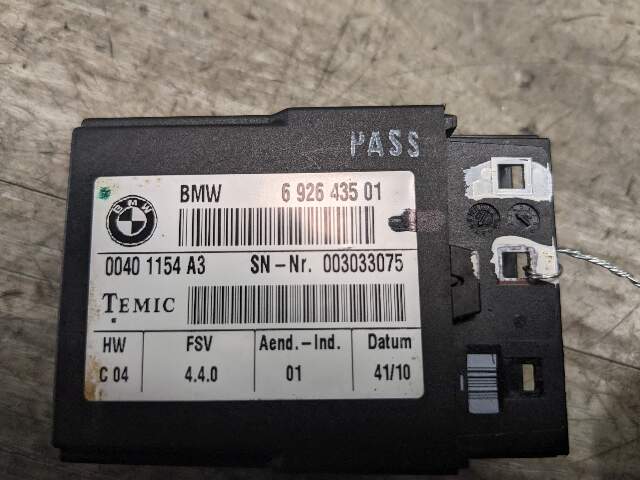 PASS
BMW 6 926 435 01
BMW
0040 1154 A3 SN-Nr. 003033075
TEMIC
HW FSV Aend.-Ind. Datum
C 04 4.4.0 01 41/10